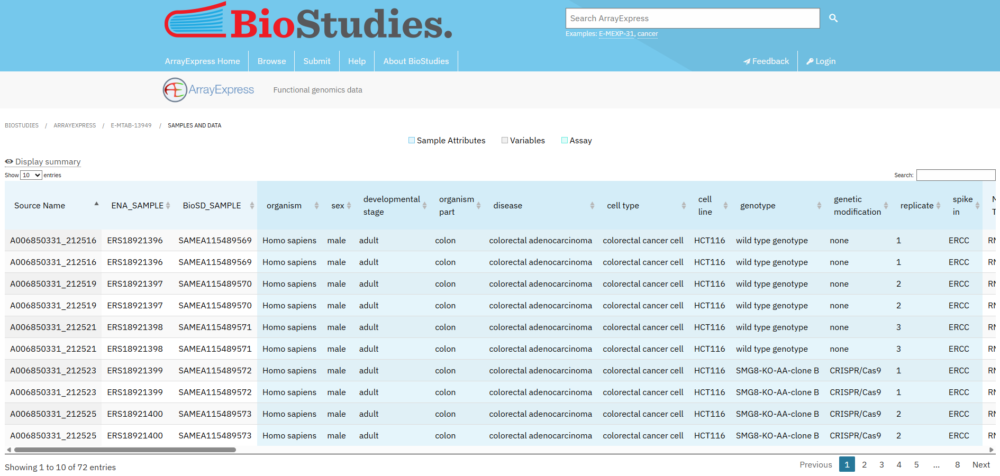 BioStudies.
Search ArrayExpress
Examples: E-MEXP-31, cancer
ArrayExpress Home Browse Submit Help About BioStudies Feedback Login
ArrayExpress Functional genomics data
BIOSTUDIES / ARRAYEXPRESS / E-MTAB-13949 / SAMPLES AND DATA
Sample Attributes Variables Assay
Display summary
Show 10 entries Search:
Source Name ENA_SAMPLE BioSD_SAMPLE organism sex developmental stage organism part disease cell type cell line genotype genetic modification replicate spike in
A006850331_212516 ERS18921396 SAMEA115489569 Homo sapiens male adult colon colorectal adenocarcinoma colorectal cancer cell HCT116 wild type genotype none 1 ERCC
A006850331_212516 ERS18921396 SAMEA115489569 Homo sapiens male adult colon colorectal adenocarcinoma colorectal cancer cell HCT116 wild type genotype none 1 ERCC
A006850331_212519 ERS18921397 SAMEA115489570 Homo sapiens male adult colon colorectal adenocarcinoma colorectal cancer cell HCT116 wild type genotype none 2 ERCC
A006850331_212519 ERS18921397 SAMEA115489570 Homo sapiens male adult colon colorectal adenocarcinoma colorectal cancer cell HCT116 wild type genotype none 2 ERCC
A006850331_212521 ERS18921398 SAMEA115489571 Homo sapiens male adult colon colorectal adenocarcinoma colorectal cancer cell HCT116 wild type genotype none 3 ERCC
A006850331_212521 ERS18921398 SAMEA115489571 Homo sapiens male adult colon colorectal adenocarcinoma colorectal cancer cell HCT116 wild type genotype none 3 ERCC
A006850331_212523 ERS18921399 SAMEA115489572 Homo sapiens male adult colon colorectal adenocarcinoma colorectal cancer cell HCT116 SMG8-KO-AA-clone B CRISPR/Cas9 1 ERCC
A006850331_212523 ERS18921399 SAMEA115489572 Homo sapiens male adult colon colorectal adenocarcinoma colorectal cancer cell HCT116 SMG8-KO-AA-clone B CRISPR/Cas9 1 ERCC
A006850331_212525 ERS18921400 SAMEA115489573 Homo sapiens male adult colon colorectal adenocarcinoma colorectal cancer cell HCT116 SMG8-KO-AA-clone B CRISPR/Cas9 2 ERCC
A006850331_212525 ERS18921400 SAMEA115489573 Homo sapiens male adult colon colorectal adenocarcinoma colorectal cancer cell HCT116 SMG8-KO-AA-clone B CRISPR/Cas9 2 ERCC
Showing 1 to 10 of 72 entries Previous 1 2 3 4 5 ... 8 Next